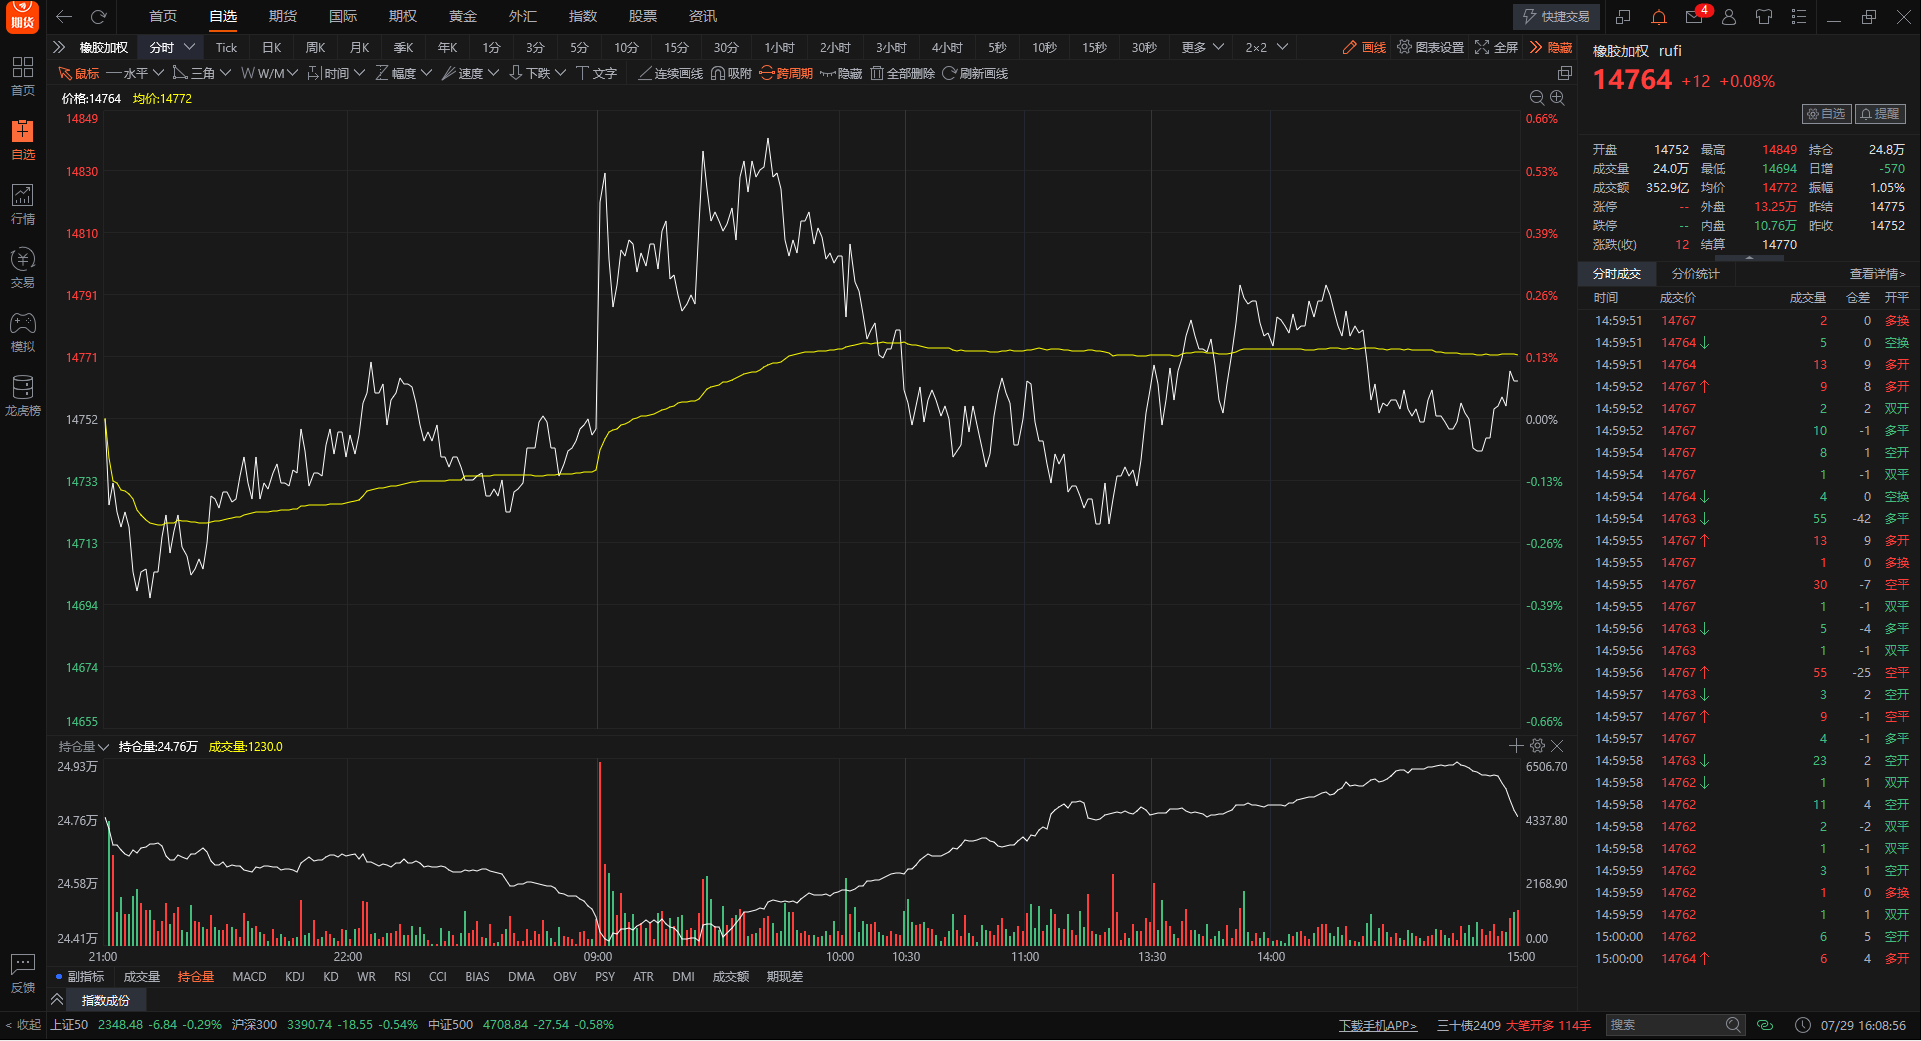 期货
首页 自选 期货 国际 期权 黄金 外汇 指数 股票 资讯
快捷交易 4
橡胶加权 分时 Tick 日K 周K 月K 季K 年K 1分 3分 5分 10分 15分 30分 1小时 2小时 3小时 4小时 5秒 10秒 15秒 30秒 更多 2×2 画线 图表设置 全屏 隐藏
鼠标 水平 三角 W/M 时间 幅度 速度 下跌 文字 连续画线 吸附 跨周期 隐藏 全部删除 刷新画线
首页
自选
行情
交易
模拟
龙虎榜
反馈
< 收起
价格:14764 均价:14772
14849 0.66%
14830 0.53%
14810 0.39%
14791 0.26%
14771 0.13%
14752 0.00%
14733 -0.13%
14713 -0.26%
14694 -0.39%
14674 -0.53%
14655 -0.66%
持仓量 持仓量:24.76万 成交量:1230.0
24.93万 6506.70
24.76万 4337.80
24.58万 2168.90
24.41万 0.00
21:00 22:00 09:00 10:00 10:30 11:00 13:30 14:00 15:00
副指标 成交量 持仓量 MACD KDJ KD WR RSI CCI BIAS DMA OBV PSY ATR DMI 成交额 期现差
指数成份
橡胶加权 rufi
14764 +12 +0.08%
自选 提醒
开盘 14752 最高 14849 持仓 24.8万
成交量 24.0万 最低 14694 日增 -570
成交额 352.9亿 均价 14772 振幅 1.05%
涨停 -- 外盘 13.25万 昨结 14775
跌停 -- 内盘 10.76万 昨收 14752
涨跌(收) 12 结算 14770
分时成交 分价统计 查看详情>
时间 成交价 成交量 仓差 开平
14:59:51 14767 2 0 多换
14:59:51 14764↓ 5 0 空换
14:59:51 14764 13 9 多开
14:59:52 14767↑ 9 8 多开
14:59:52 14767 2 2 双开
14:59:52 14767 10 -1 多平
14:59:54 14767 8 1 空开
14:59:54 14767 1 -1 双平
14:59:54 14764↓ 4 0 空换
14:59:54 14763↓ 55 -42 多平
14:59:55 14767↑ 13 9 多开
14:59:55 14767 1 0 多换
14:59:55 14767 30 -7 空平
14:59:55 14767 1 -1 双平
14:59:56 14763↓ 5 -4 多平
14:59:56 14763 1 -1 双平
14:59:56 14767↑ 55 -25 空平
14:59:57 14763↓ 3 2 空开
14:59:57 14767↑ 9 -1 空平
14:59:57 14767 4 -1 多平
14:59:58 14763↓ 23 2 空开
14:59:58 14762↓ 1 1 双开
14:59:58 14762 11 4 空开
14:59:58 14762 2 -2 双平
14:59:58 14762 1 -1 双平
14:59:59 14762 3 1 空开
14:59:59 14762 1 0 多换
14:59:59 14762 1 1 双开
15:00:00 14762 6 5 空开
15:00:00 14764↑ 6 4 多开
上证50 2348.48 -6.84 -0.29% 沪深300 3390.74 -18.55 -0.54% 中证500 4708.84 -27.54 -0.58%
下载手机APP> 三十债2409 大笔开多 114手 搜索 07/29 16:08:56